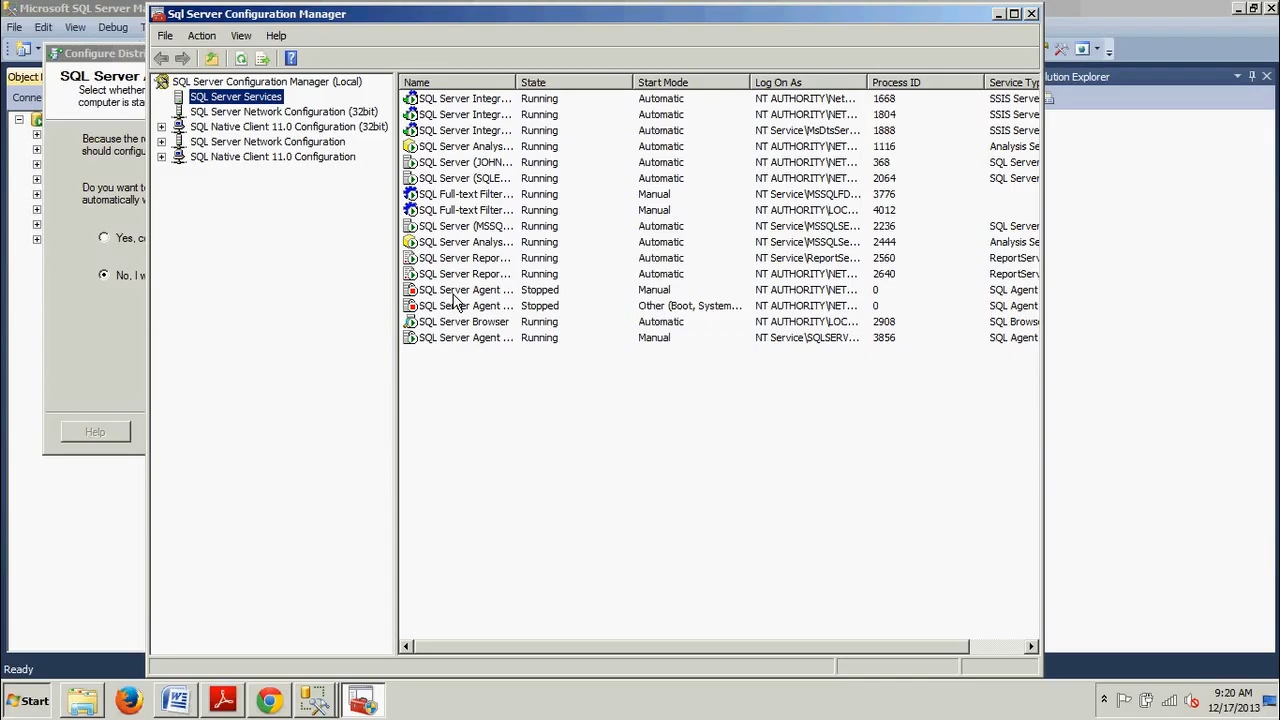 Microsoft SQL Server Ma
File Edit View Debug
Configure Distri
SQL Server A
Select whether
computer is sta
Object
Conne
Because the r
should configu
Do you want to
automatically w
Yes, c
No, I w
Help
Ready
Sql Server Configuration Manager
File Action View Help
SQL Server Configuration Manager (Local)
SQL Server Services
SQL Server Network Configuration (32bit)
SQL Native Client 11.0 Configuration (32bit)
SQL Server Network Configuration
SQL Native Client 11.0 Configuration
Name State Start Mode Log On As Process ID Service Typ
SQL Server Integr... Running Automatic NT AUTHORITY\Net... 1668 SSIS Serve
SQL Server Integr... Running Automatic NT AUTHORITY\NET... 1804 SSIS Serve
SQL Server Integr... Running Automatic NT Service\MsDtsSer... 1888 SSIS Serve
SQL Server Analys... Running Automatic NT AUTHORITY\NET... 1116 Analysis Se
SQL Server (JOHN... Running Automatic NT AUTHORITY\NET... 368 SQL Server
SQL Server (SQLE... Running Automatic NT AUTHORITY\NET... 2064 SQL Server
SQL Full-text Filter... Running Manual NT Service\MSSQLFD... 3776
SQL Full-text Filter... Running Manual NT AUTHORITY\LOC... 4012
SQL Server (MSSQ... Running Automatic NT Service\MSSQLSE... 2236 SQL Server
SQL Server Analys... Running Automatic NT Service\MSSQLSe... 2444 Analysis Se
SQL Server Repor... Running Automatic NT Service\ReportSe... 2560 ReportServ
SQL Server Repor... Running Automatic NT AUTHORITY\NET... 2640 ReportServ
SQL Server Agent ... Stopped Manual NT AUTHORITY\NET... 0 SQL Agent
SQL Server Agent ... Stopped Other (Boot, System... NT AUTHORITY\NET... 0 SQL Agent
SQL Server Browser Running Automatic NT AUTHORITY\LOC... 2908 SQL Brows
SQL Server Agent ... Running Manual NT Service\SQLSERV... 3856 SQL Agent
lution Explorer
Start
9:20 AM
12/17/2013